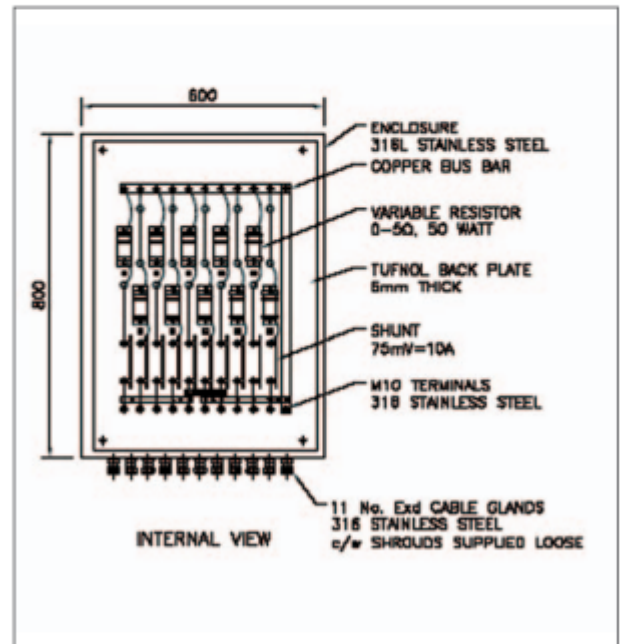 600
800
ENCLOSURE
316L STAINLESS STEEL
COPPER BUS BAR
VARIABLE RESISTOR
0-5Ω, 50 WATT
TUFNOL BACK PLATE
6mm THICK
SHUNT
75mV=10A
M10 TERMINALS
316 STAINLESS STEEL
11 No. Exd CABLE GLANDS
316 STAINLESS STEEL
c/w SHROUDS SUPPLIED LOOSE
INTERNAL VIEW